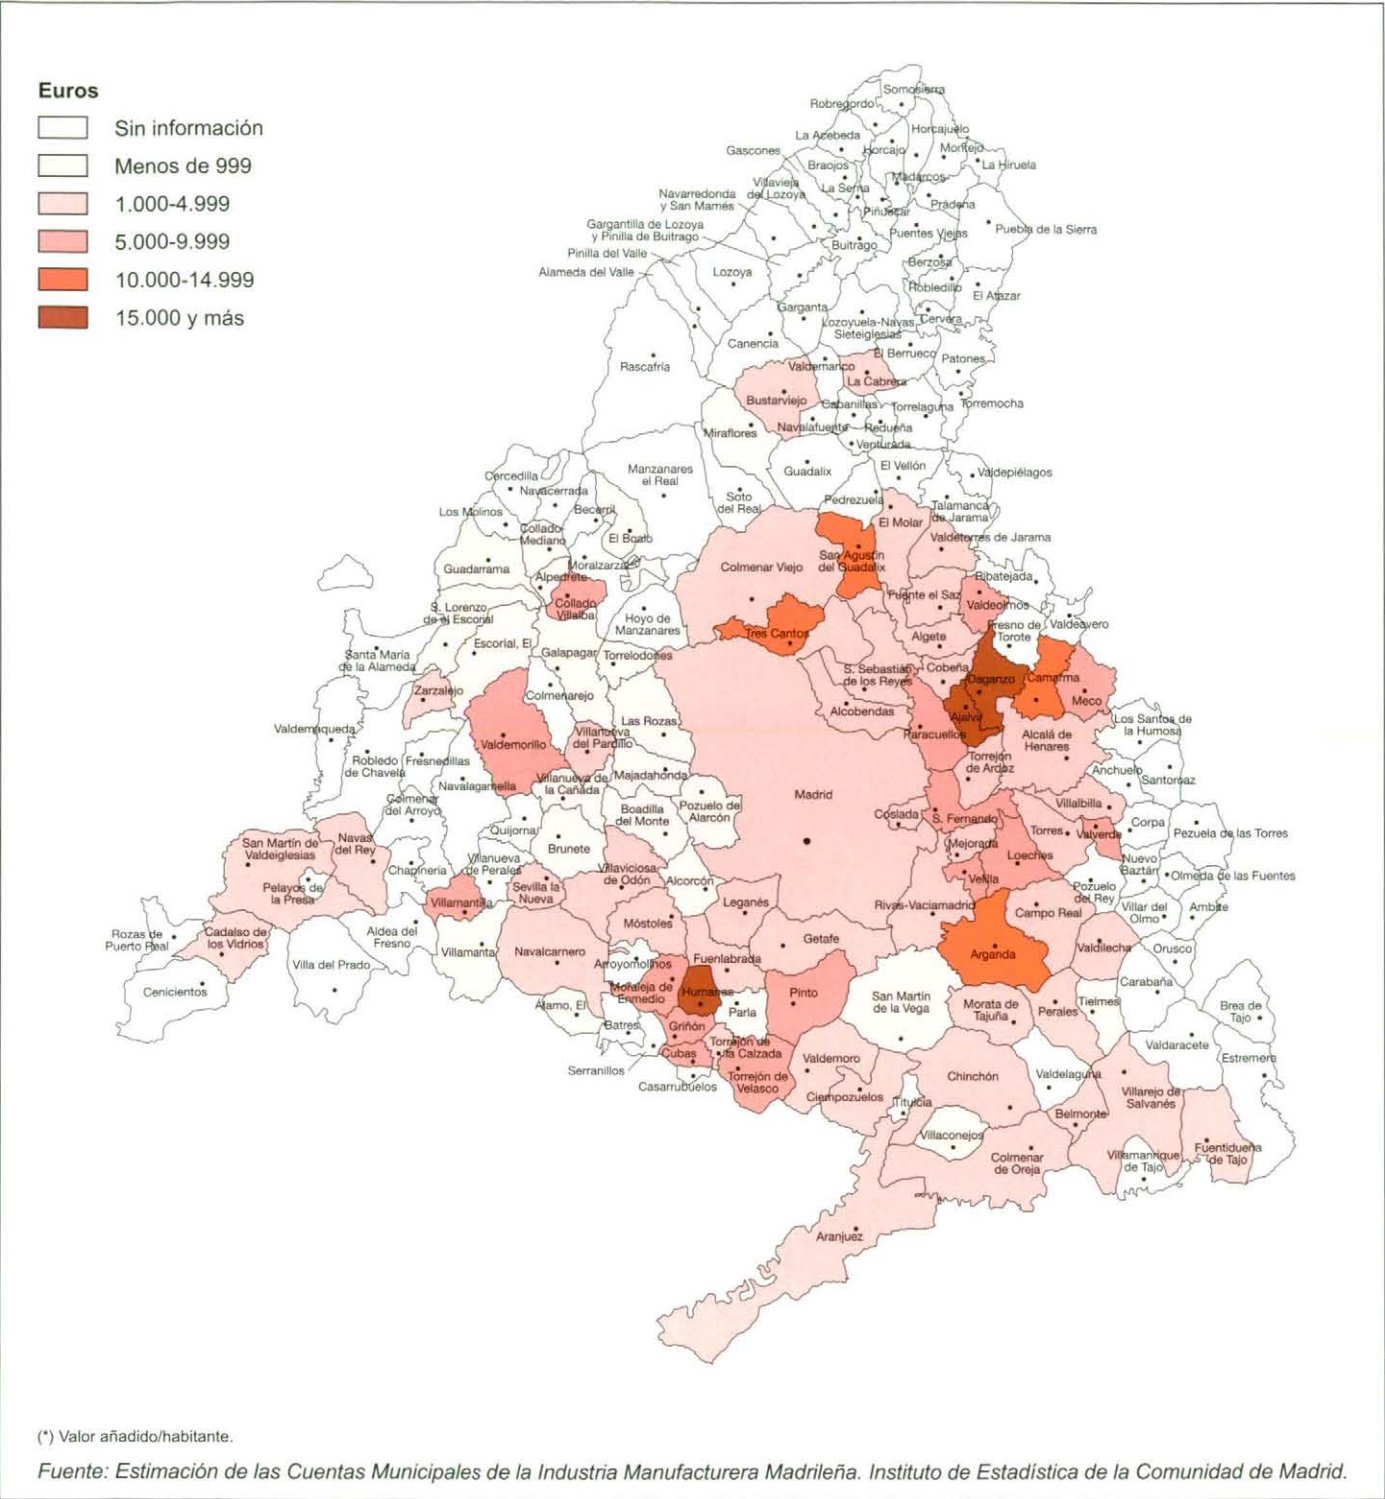 Euros
Sin información
Menos de 999
1.000-4.999
5.000-9.999
10.000-14.999
15.000 y más
Somosierra
Robregordo
La Acebeda
Horcajuelo
Gascones
Horcajo
Montejo
Braojos
La Hiruela
Villavieja
del Lozoya
La Serna
Madarcos
Navarredonda
y San Mamés
Prádena
Piñuécar
Gargantilla de Lozoya
y Pinilla de Buitrago
Puentes Viejas
Puebla de la Sierra
Buitrago
Pinilla del Valle
Berzosa
Alameda del Valle
Lozoya
Robledillo
El Atazar
Garganta
Lozoyuela-Navas
Sieteiglesias
Cervera
Canencia
El Berrueco
Patones
Rascafría
Valdemanco
La Cabrera
Bustarviejo
Cabanillas
Torrelaguna
Torremocha
Miraflores
Navalafuente
Redueña
Venturada
Guadalix
El Vellón
Valdepiélagos
Manzanares
el Real
Cercedilla
Navacerrada
Soto
del Real
Pedrezuela
Talamanca
de Jarama
Los Molinos
Becerril
El Molar
Collado
Mediano
El Boalo
Valdetorres de Jarama
San Agustín
del Guadalix
Colmenar Viejo
Guadarrama
Moralzarzal
Alpedrete
Ribatejada
Collado
Villalba
Fuente el Saz
Valdeolmos
S. Lorenzo
de el Escorial
Hoyo de
Manzanares
Fresno de
Torote
Valdeavero
Tres Cantos
Algete
Escorial, El
Galapagar
Torrelodones
Santa María
de la Alameda
S. Sebastián
de los Reyes
Cobeña
Daganzo
Camarma
Zarzalejo
Colmenarejo
Meco
Alcobendas
Ajalvir
Las Rozas
Los Santos de
la Humosa
Valdemaqueda
Villanueva
del Pardillo
Paracuellos
Alcalá de
Henares
Valdemorillo
Robledo
de Chavela
Fresnedillas
Torrejón
de Ardoz
Anchuelo
Santorcaz
Navalagamella
Villanueva de
la Cañada
Majadahonda
Madrid
Colmenar
del Arroyo
Boadilla
del Monte
Pozuelo de
Alarcón
Villalbilla
Coslada
S. Fernando
Corpa
Pezuela de las Torres
Quijorna
Torres
Valverde
San Martín de
Valdeiglesias
Navas
del Rey
Brunete
Mejorada
Loeches
Nuevo
Baztán
Chapinería
Villanueva
de Perales
Villaviciosa
de Odón
Alcorcón
Velilla
Olmeda de las Fuentes
Pelayos de
la Presa
Sevilla la
Nueva
Pozuelo
del Rey
Villamantilla
Leganés
Rivas-Vaciamadrid
Campo Real
Villar del
Olmo
Ambite
Móstoles
Rozas de
Puerto Real
Cadalso de
los Vidrios
Aldea del
Fresno
Getafe
Valdilecha
Orusco
Villamanta
Navalcarnero
Arganda
Villa del Prado
Arroyomolinos
Fuenlabrada
Carabaña
Cenicientos
Moraleja de
Enmedio
Humanes
Pinto
San Martín
de la Vega
Morata de
Tajuña
Tielmes
Perales
Brea de
Tajo
Álamo, El
Parla
Batres
Griñón
Valdaracete
Torrejón de
la Calzada
Cubas
Valdemoro
Estremera
Serranillos
Casarrubuelos
Torrejón de
Velasco
Chinchón
Valdelaguna
Ciempozuelos
Titulcia
Villarejo de
Salvanés
Belmonte
Villaconejos
Colmenar
de Oreja
Villamanrique
de Tajo
Fuentidueña
de Tajo
Aranjuez
(*) Valor añadido/habitante.
Fuente: Estimación de las Cuentas Municipales de la Industria Manufacturera Madrileña. Instituto de Estadística de la Comunidad de Madrid.